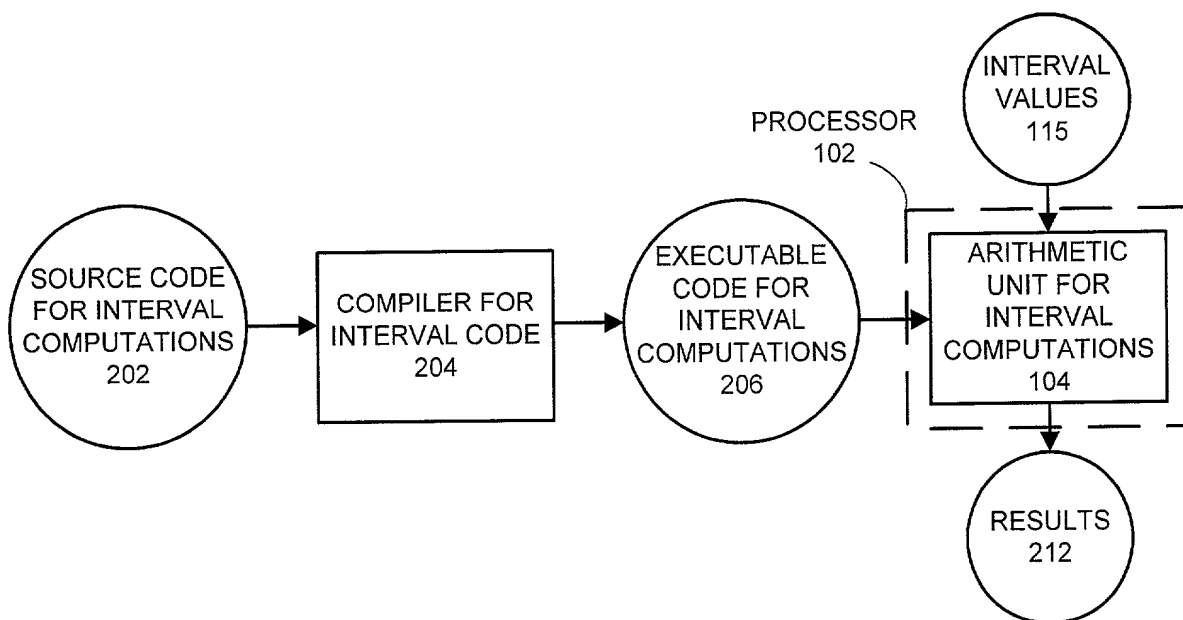 SOURCE CODE
FOR INTERVAL
COMPUTATIONS
202
COMPILER FOR
INTERVAL CODE
204
EXECUTABLE
CODE FOR
INTERVAL
COMPUTATIONS
206
PROCESSOR
102
INTERVAL
VALUES
115
ARITHMETIC
UNIT FOR
INTERVAL
COMPUTATIONS
104
RESULTS
212